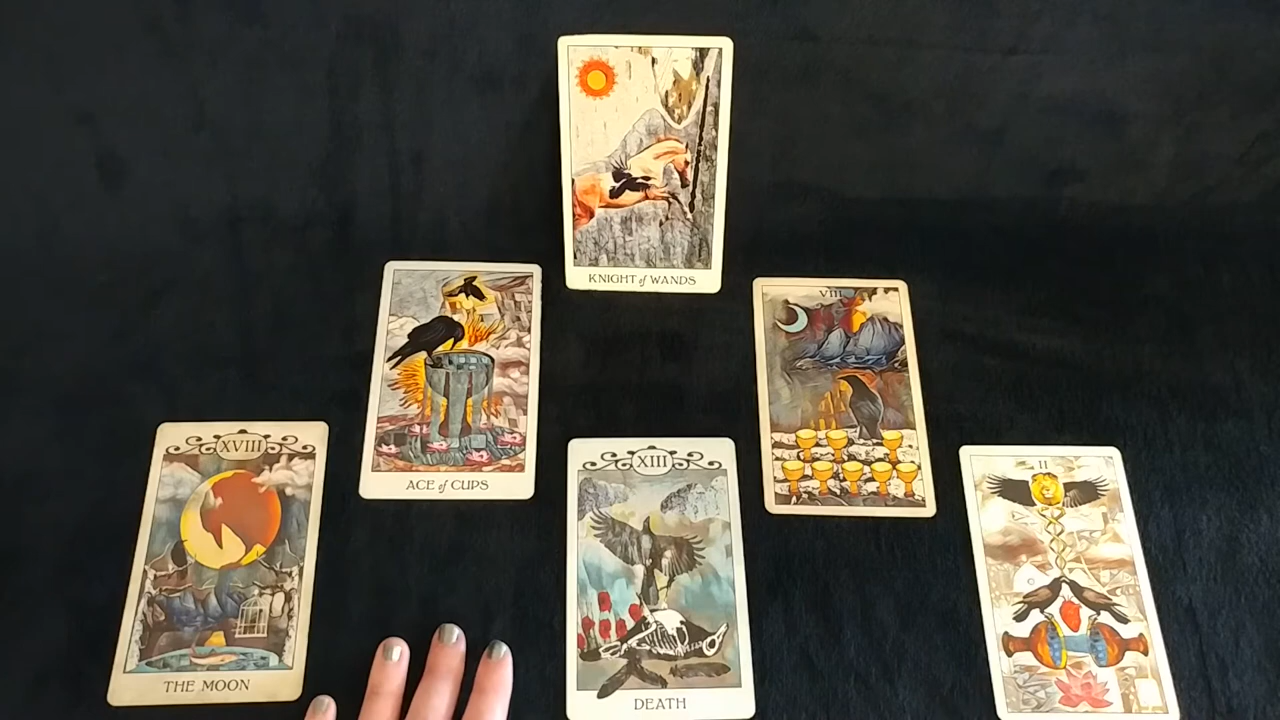 KNIGHT of WANDS
ACE of CUPS
VIII
XVIII
THE MOON
XIII
DEATH
II